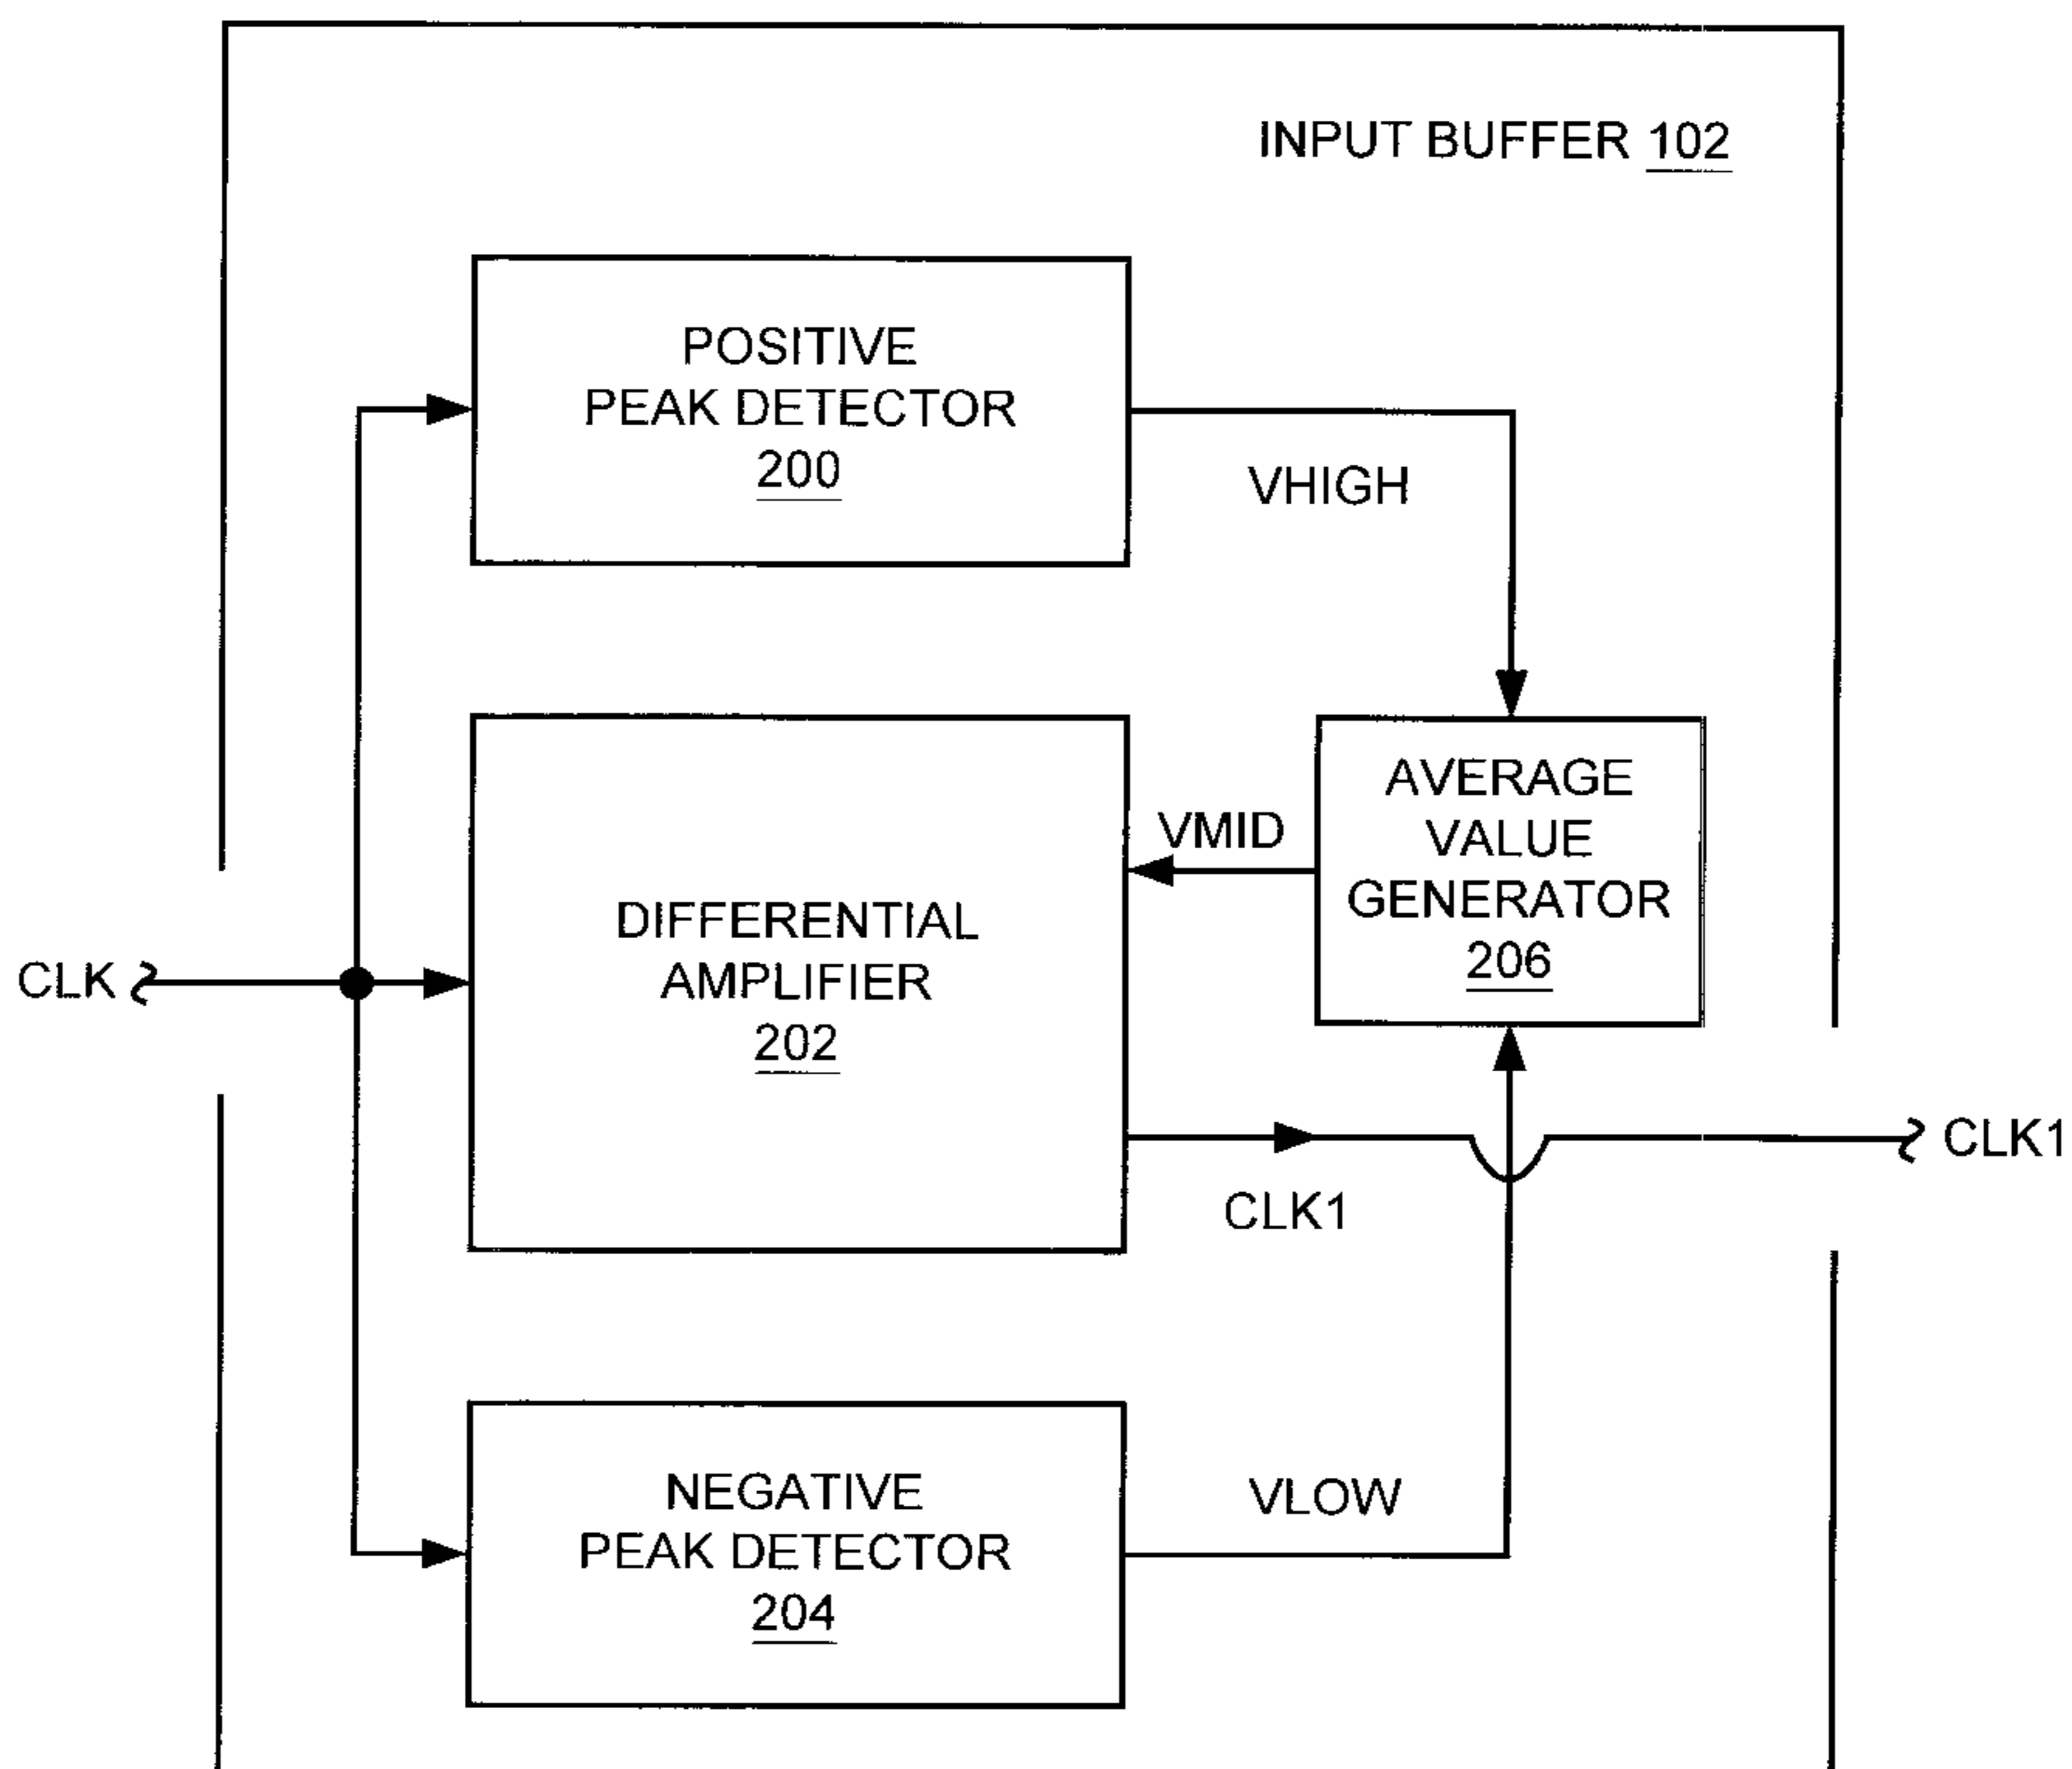 INPUT BUFFER 102
POSITIVE
PEAK DETECTOR
200
VHIGH
AVERAGE
VALUE
GENERATOR
206
VMID
DIFFERENTIAL
AMPLIFIER
202
CLK
CLK1
CLK1
NEGATIVE
PEAK DETECTOR
204
VLOW